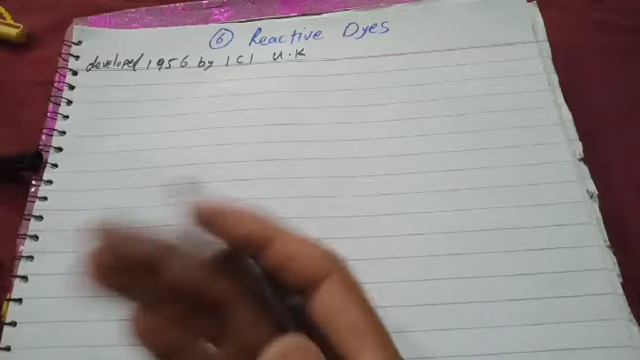 ⑥ Reactive Dyes
developed 1956 by ICI U.K